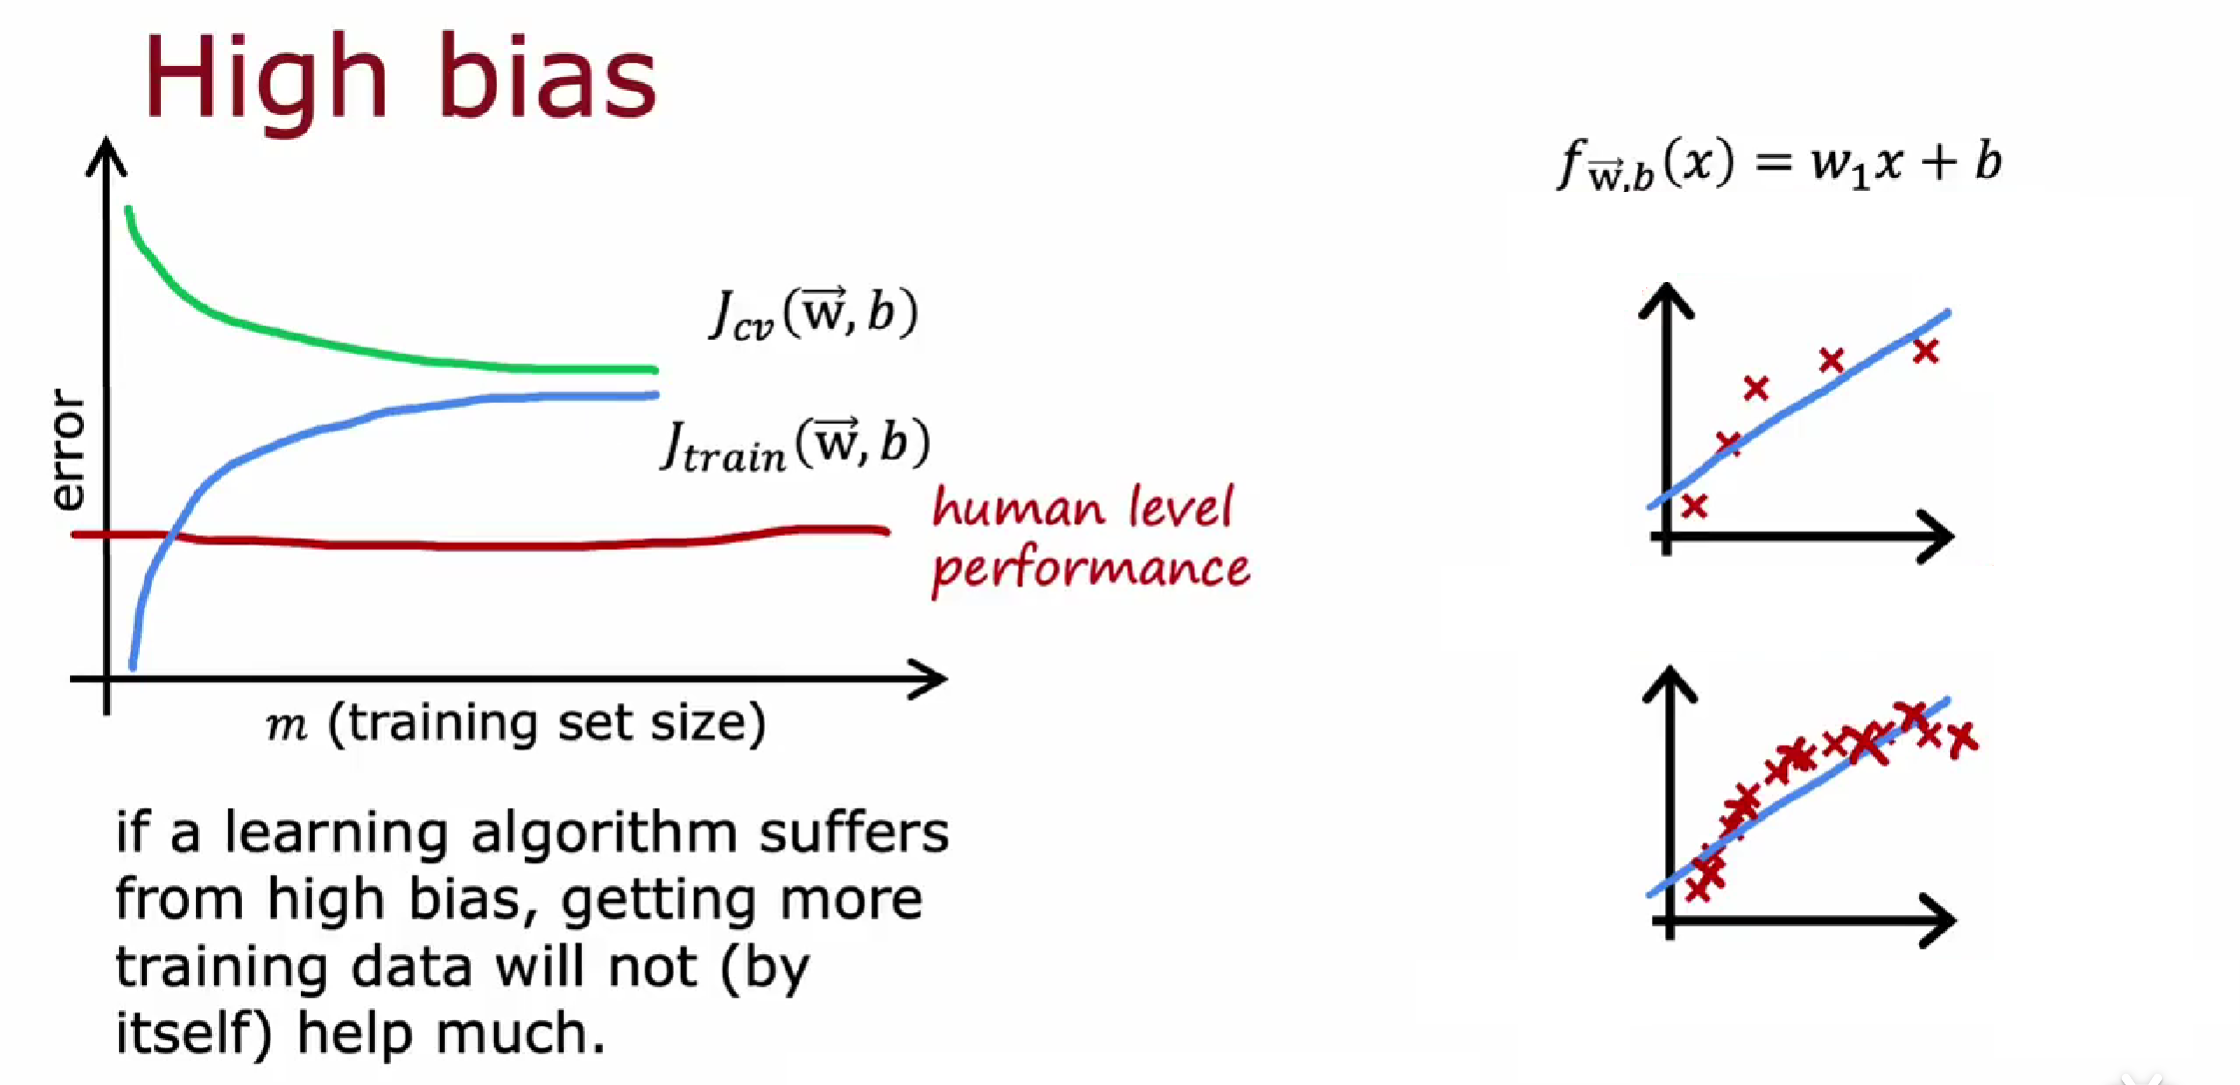 High bias
f_{\vec{w},b}(x) = w₁x + b
J_{cv}(\vec{w}, b)
J_{train}(\vec{w}, b)
error
human level
performance
m (training set size)
if a learning algorithm suffers
from high bias, getting more
training data will not (by
itself) help much.